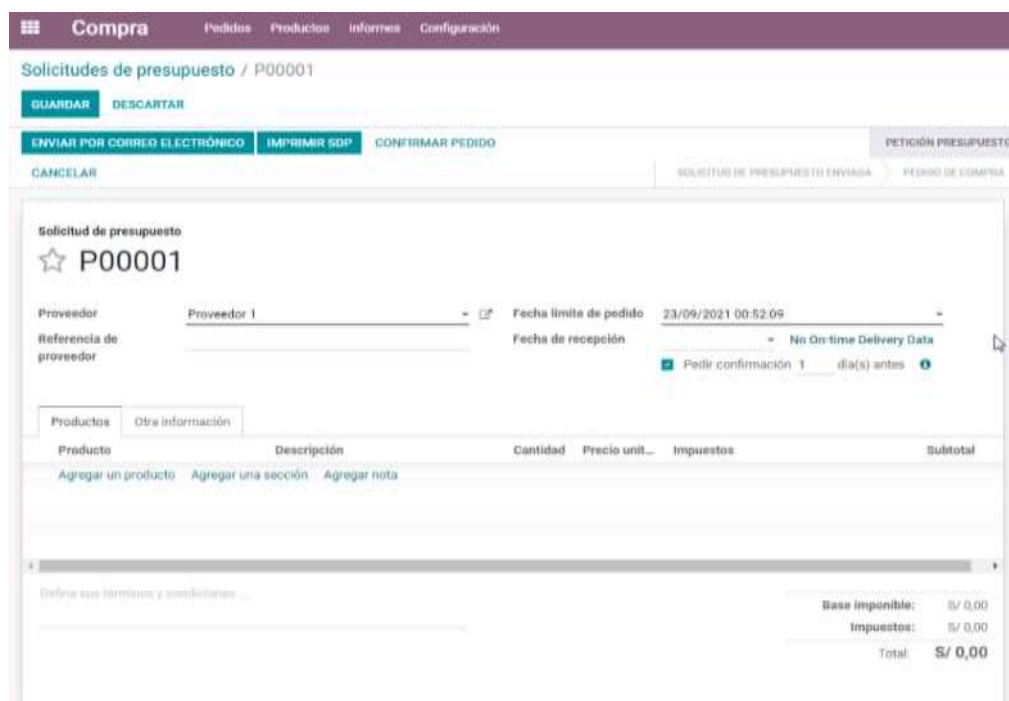 Compra Pedidos Productos Informes Configuración
Solicitudes de presupuesto / P00001
GUARDAR DESCARTAR
ENVIAR POR CORREO ELECTRÓNICO IMPRIMIR SDP CONFIRMAR PEDIDO PETICIÓN PRESUPUESTO
CANCELAR SOLICITUD DE PRESUPUESTO ENVIADA PEDIDO DE COMPRA
Solicitud de presupuesto
P00001
Proveedor Proveedor 1 Fecha límite de pedido 23/09/2021 00:52:09
Referencia de proveedor Fecha de recepción No On-time Delivery Data
Pedir confirmación 1 día(s) antes
Productos Otra información
Producto Descripción Cantidad Precio unit... Impuestos Subtotal
Agregar un producto Agregar una sección Agregar nota
Defina sus términos y condiciones ...
Base imponible: S/ 0,00
Impuestos: S/ 0,00
Total: S/ 0,00